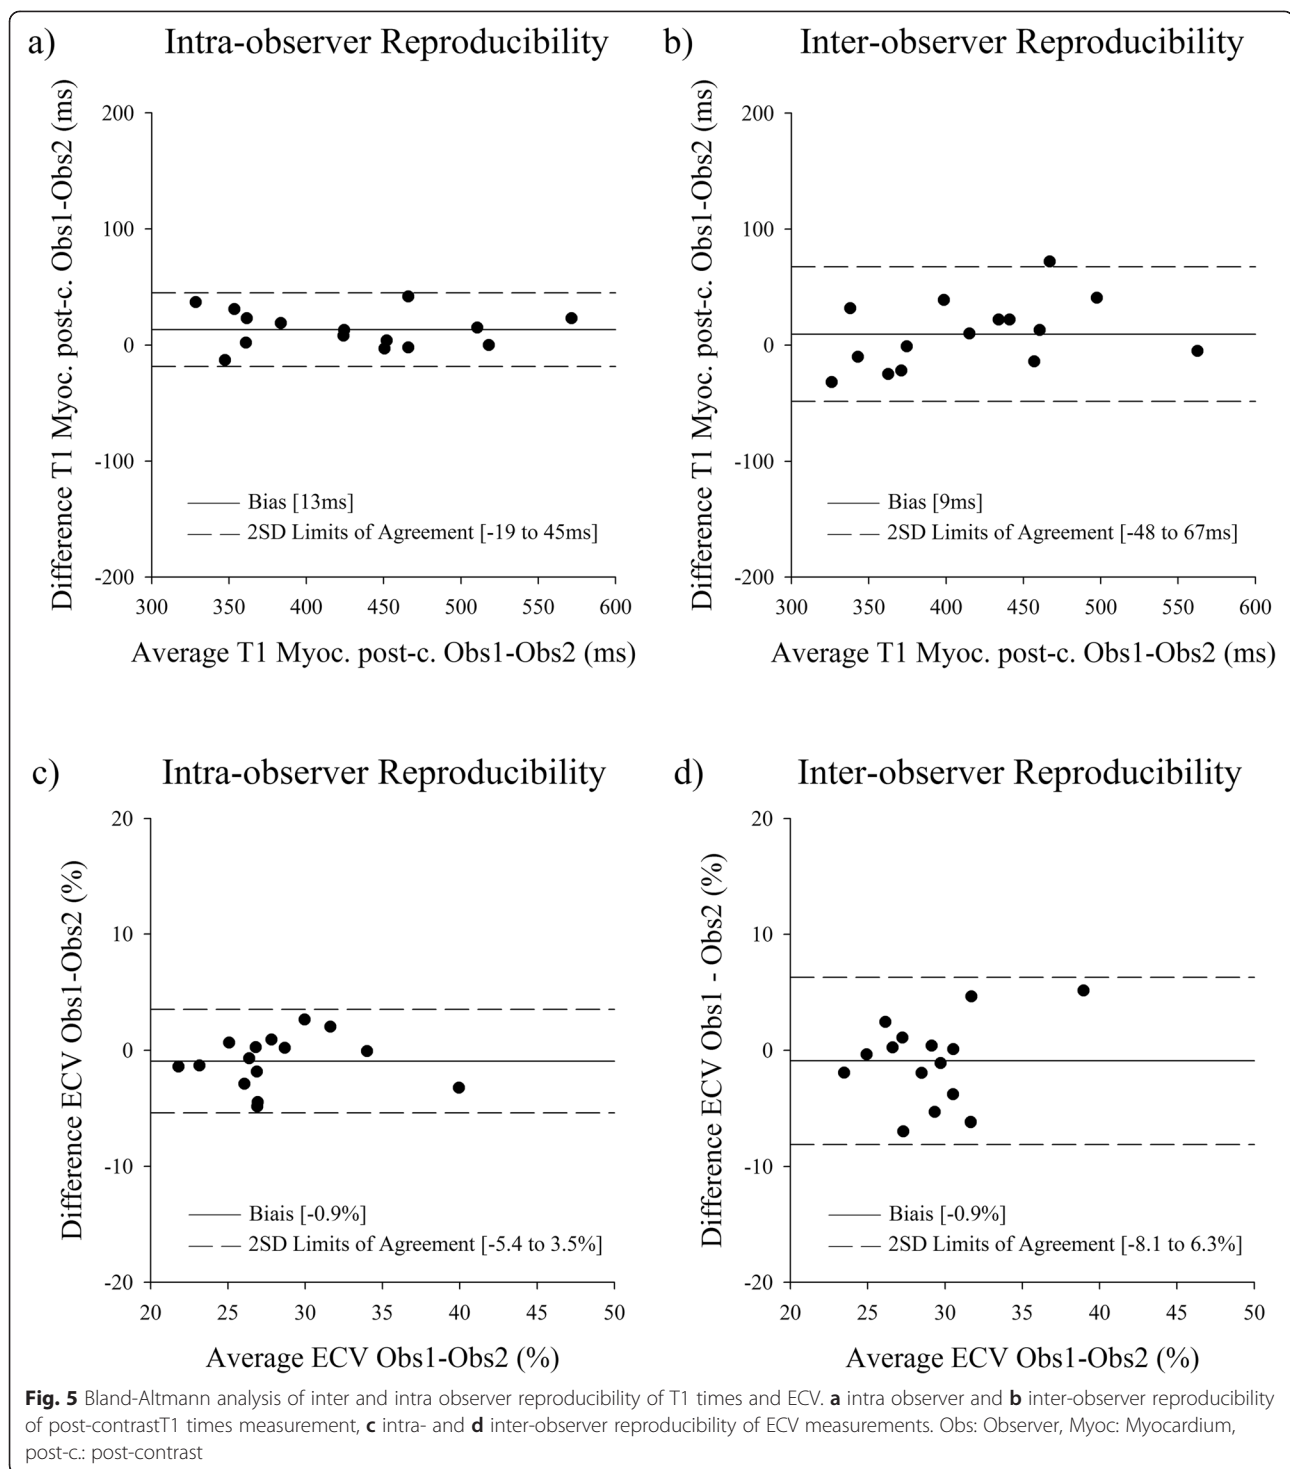 a) Intra-observer Reproducibility
Difference T1 Myoc. post-c. Obs1-Obs2 (ms)
200
100
0
-100
-200
Bias [13ms]
2SD Limits of Agreement [-19 to 45ms]
300 350 400 450 500 550 600
Average T1 Myoc. post-c. Obs1-Obs2 (ms)
b) Inter-observer Reproducibility
Difference T1 Myoc. post-c. Obs1-Obs2 (ms)
200
100
0
-100
-200
Bias [9ms]
2SD Limits of Agreement [-48 to 67ms]
300 350 400 450 500 550 600
Average T1 Myoc. post-c. Obs1-Obs2 (ms)
c) Intra-observer Reproducibility
Difference ECV Obs1-Obs2 (%)
20
10
0
-10
-20
Biais [-0.9%]
2SD Limits of Agreement [-5.4 to 3.5%]
20 25 30 35 40 45 50
Average ECV Obs1-Obs2 (%)
d) Inter-observer Reproducibility
Difference ECV Obs1 - Obs2 (%)
20
10
0
-10
-20
Biais [-0.9%]
2SD Limits of Agreement [-8.1 to 6.3%]
20 25 30 35 40 45 50
Average ECV Obs1-Obs2 (%)
Fig. 5 Bland-Altmann analysis of inter and intra observer reproducibility of T1 times and ECV. a intra observer and b inter-observer reproducibility
of post-contrastT1 times measurement, c intra- and d inter-observer reproducibility of ECV measurements. Obs: Observer, Myoc: Myocardium,
post-c.: post-contrast